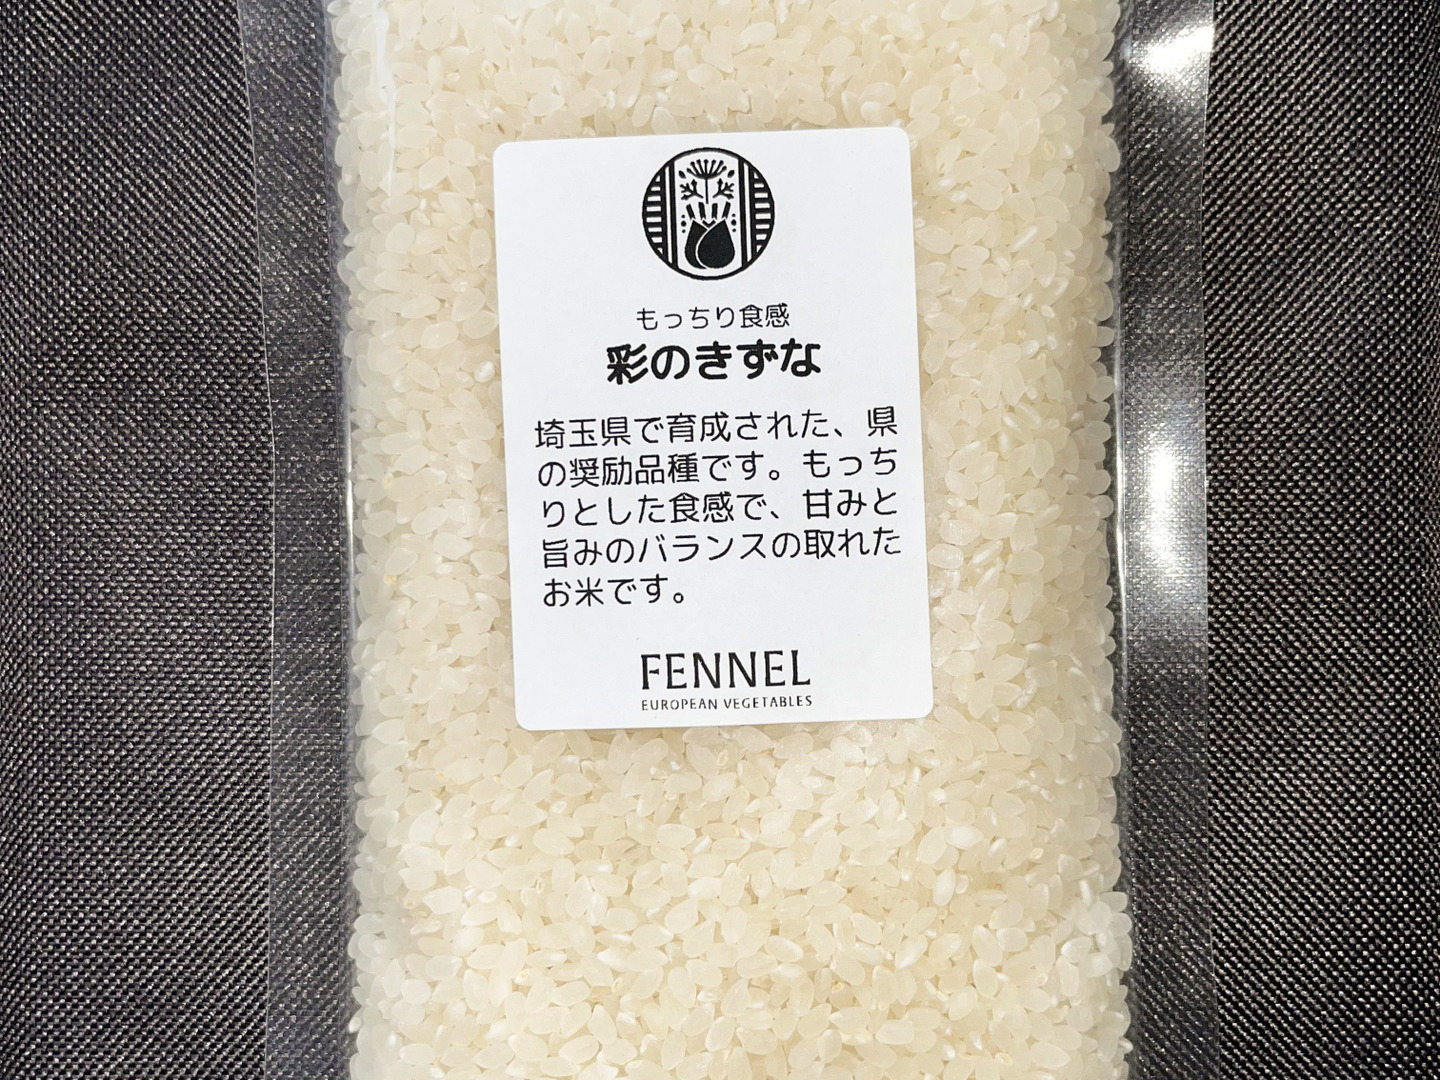 もっちり食感
彩のきずな
埼玉県で育成された、県
の奨励品種です。もっち
りとした食感で、甘みと
旨みのバランスの取れた
お米です。
FENNEL
EUROPEAN VEGETABLES